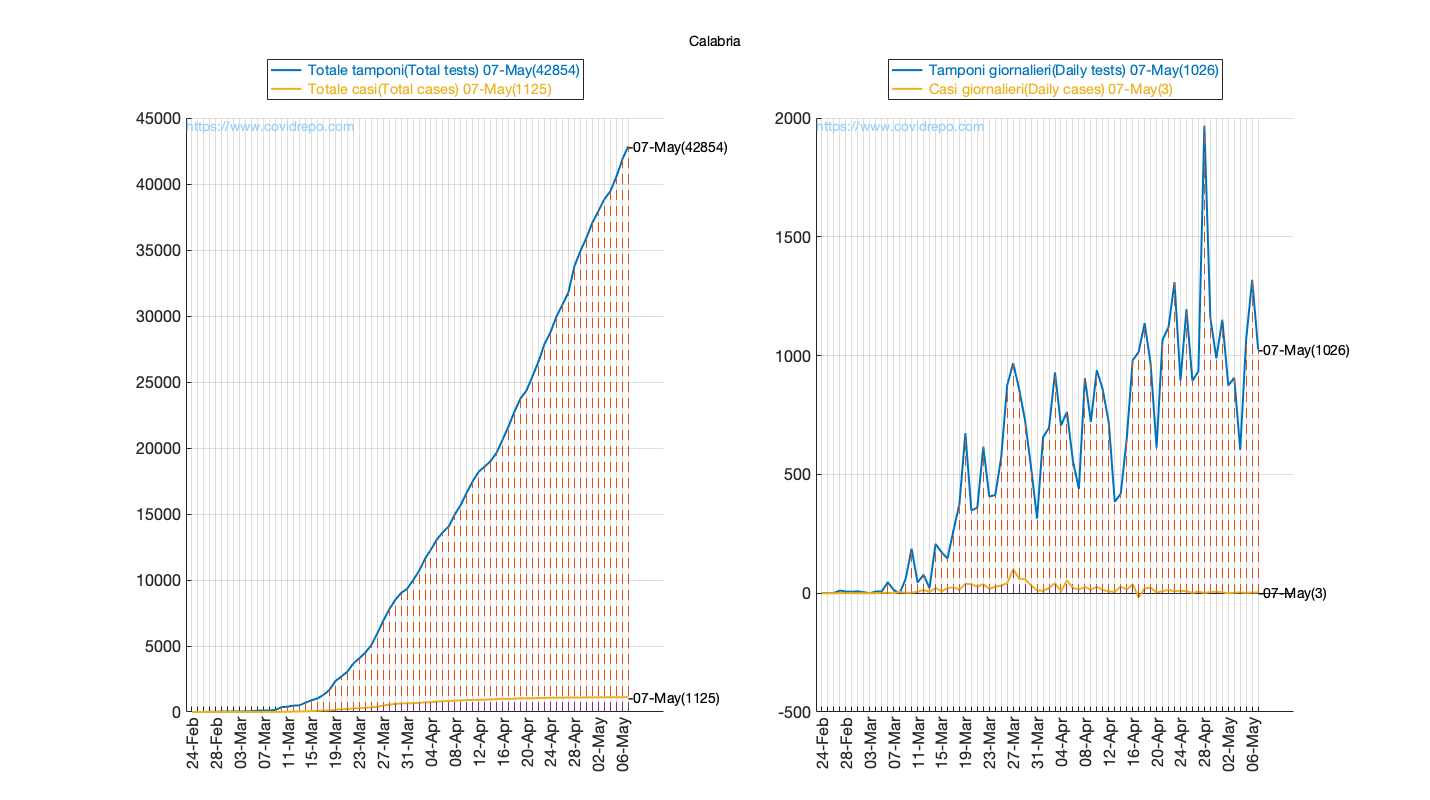 Calabria
Totale tamponi(Total tests) 07-May(42854)
Totale casi(Total cases) 07-May(1125)
https://www.covidrepo.com
45000
40000
35000
30000
25000
20000
15000
10000
5000
0
07-May(42854)
07-May(1125)
24-Feb
28-Feb
03-Mar
07-Mar
11-Mar
15-Mar
19-Mar
23-Mar
27-Mar
31-Mar
04-Apr
08-Apr
12-Apr
16-Apr
20-Apr
24-Apr
28-Apr
02-May
06-May
Tamponi giornalieri(Daily tests) 07-May(1026)
Casi giornalieri(Daily cases) 07-May(3)
https://www.covidrepo.com
2000
1500
1000
500
0
-500
07-May(1026)
07-May(3)
24-Feb
28-Feb
03-Mar
07-Mar
11-Mar
15-Mar
19-Mar
23-Mar
27-Mar
31-Mar
04-Apr
08-Apr
12-Apr
16-Apr
20-Apr
24-Apr
28-Apr
02-May
06-May